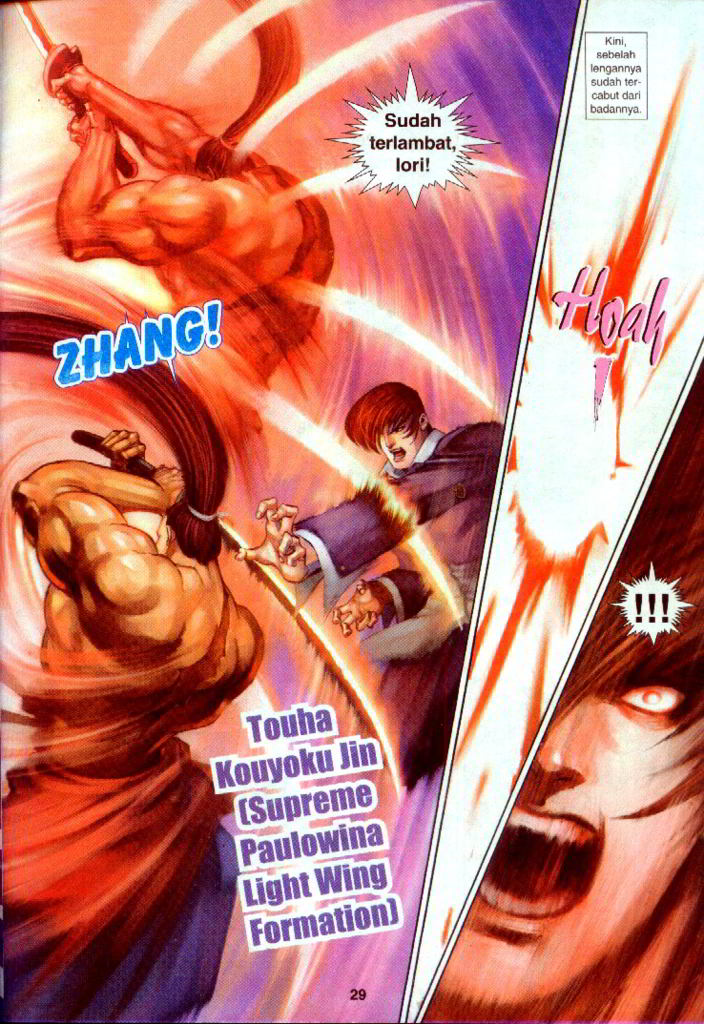 Sudah
terlambat,
Iori!
Kini,
sebelah
lengannya
sudah ter-
cabut dari
badannya.
ZHANG!
Hoah
!
!!!
Touha
Kouyoku Jin
(Supreme
Paulowina
Light Wing
Formation)
29